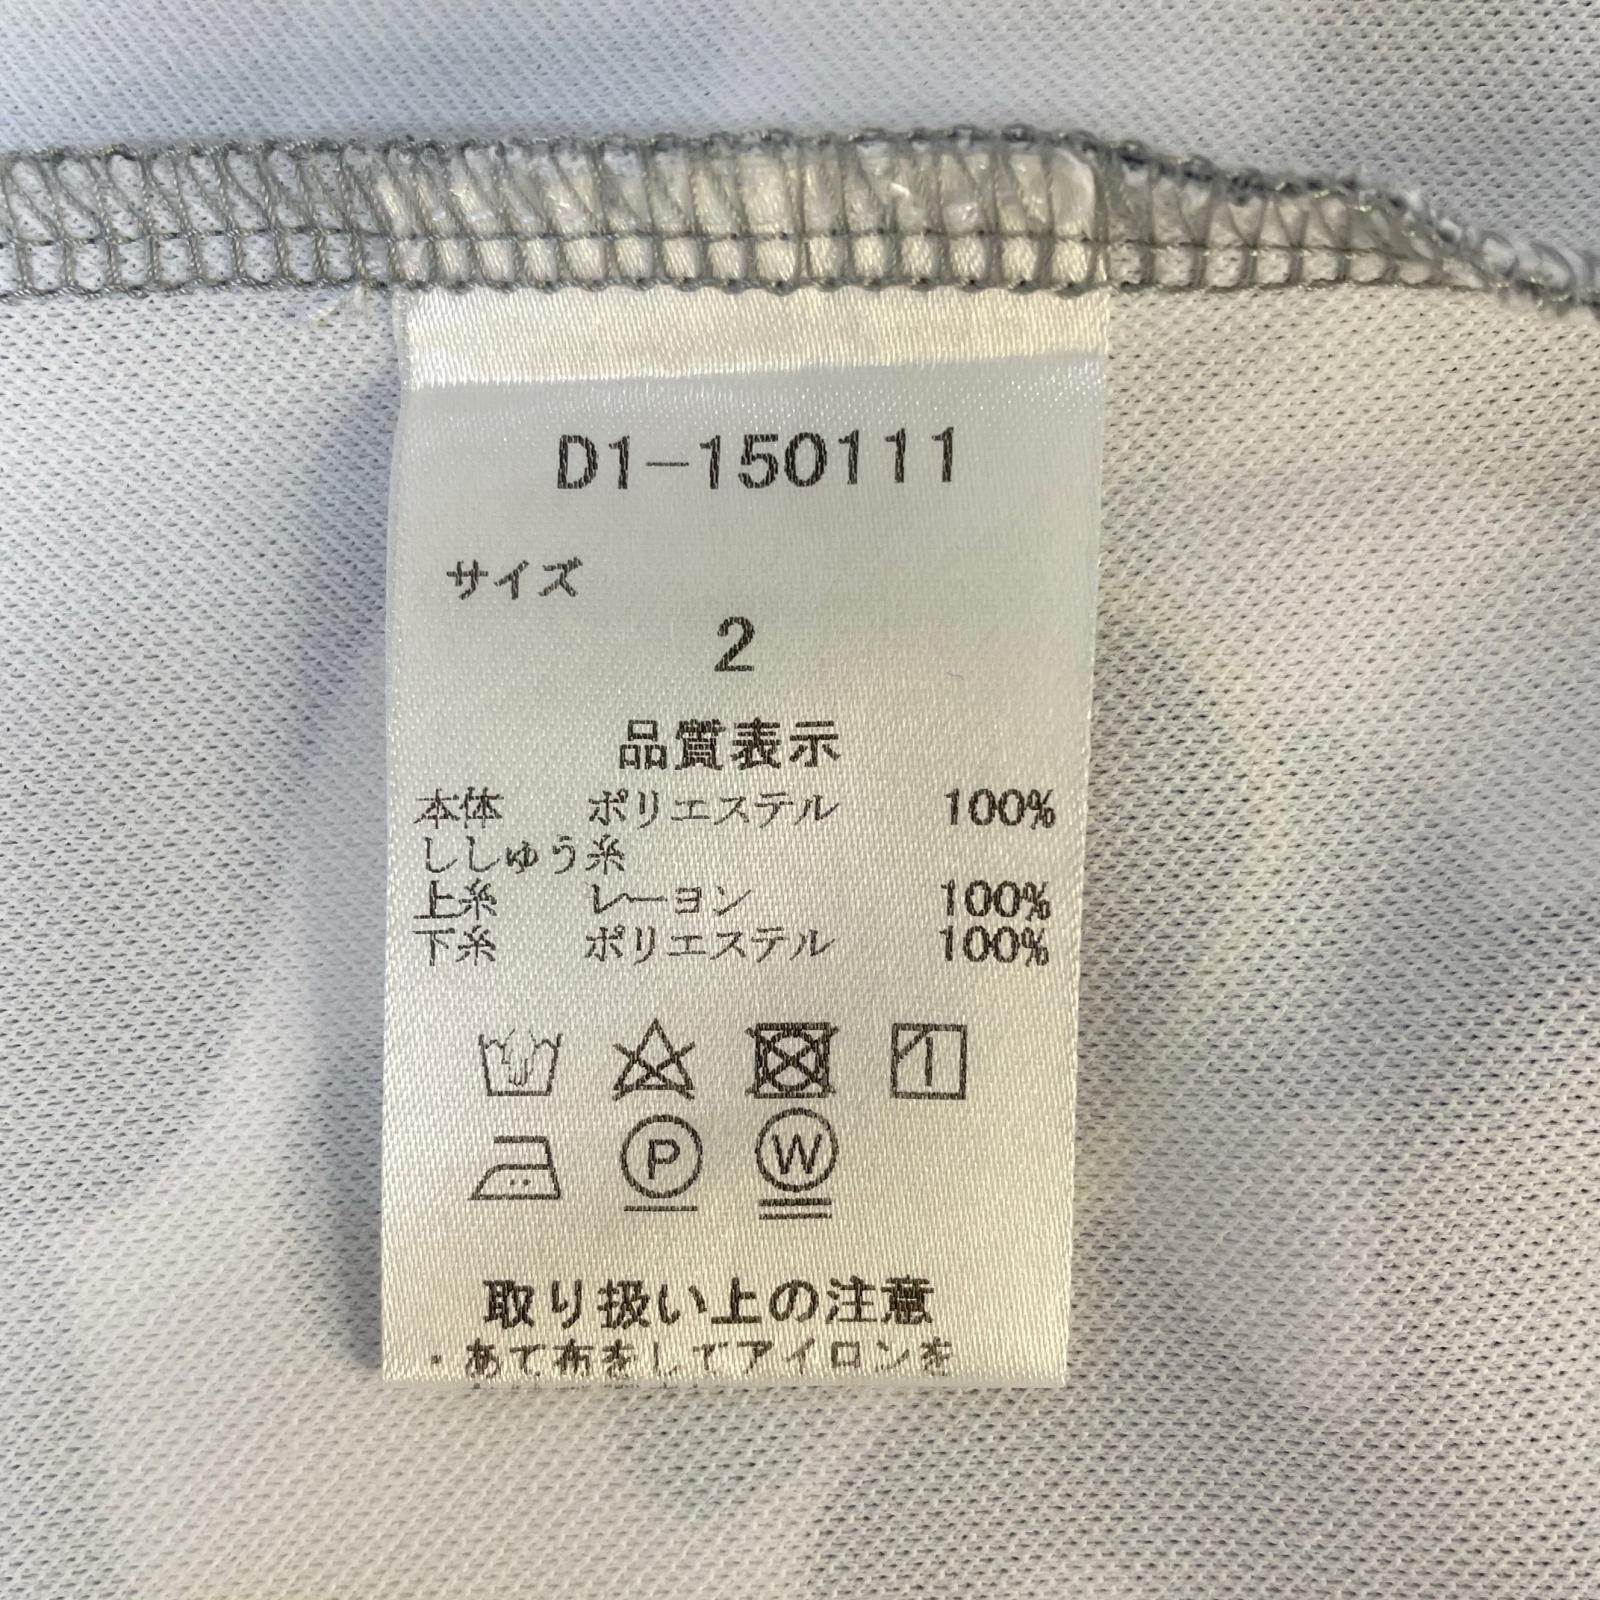 D1-150111
サイズ
2
品質表示
本体 ポリエステル 100%
ししゅう糸
上糸 レーヨン 100%
下糸 ポリエステル 100%
P W
取り扱い上の注意
・あて布をしてアイロンを